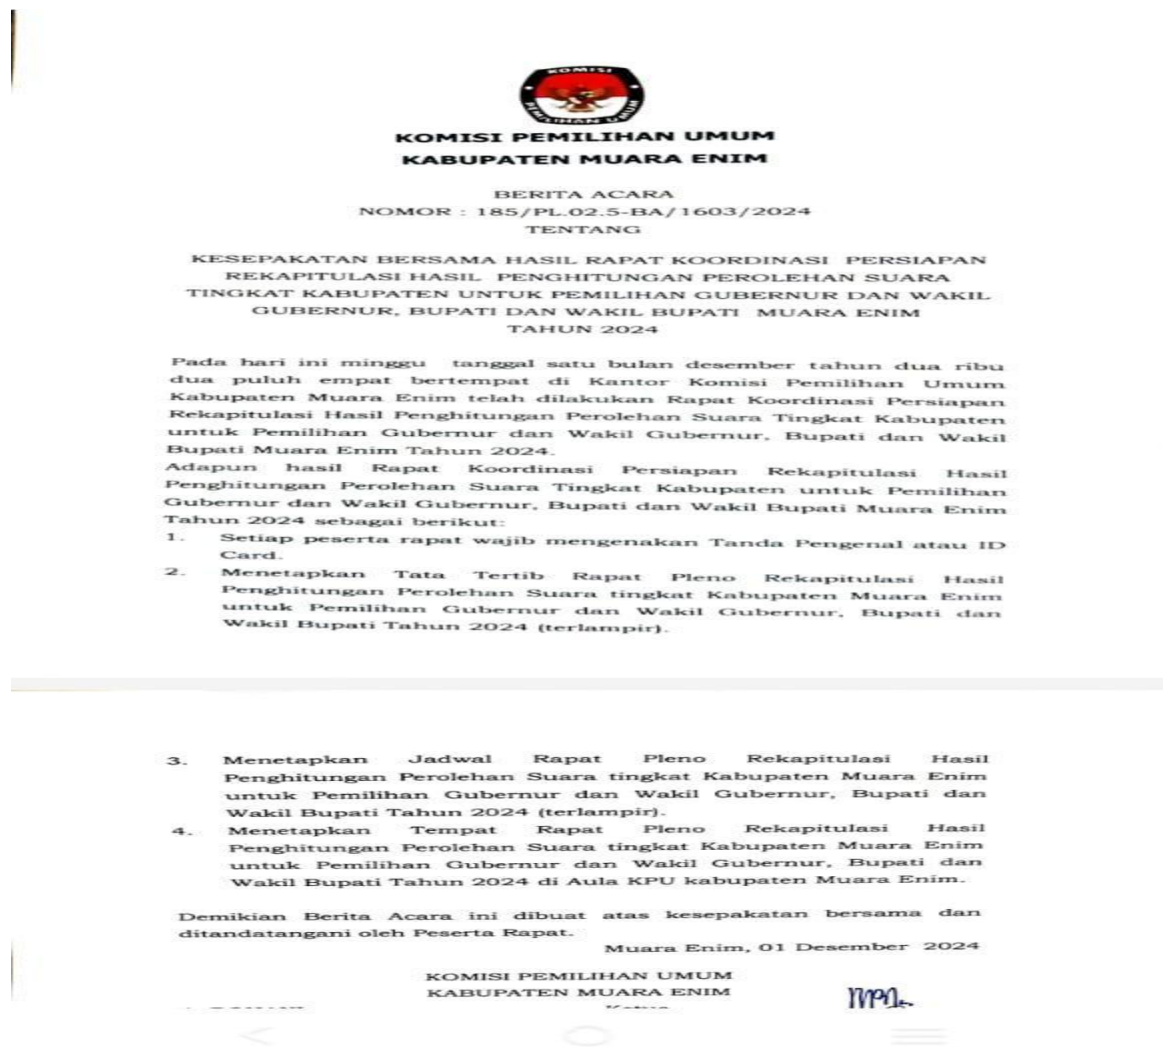 KOMISI
PEMILIHAN UMUM
KOMISI PEMILIHAN UMUM
KABUPATEN MUARA ENIM
BERITA ACARA
NOMOR : 185/PL.02.5-BA/1603/2024
TENTANG
KESEPAKATAN BERSAMA HASIL RAPAT KOORDINASI PERSIAPAN
REKAPITULASI HASIL PENGHITUNGAN PEROLEHAN SUARA
TINGKAT KABUPATEN UNTUK PEMILIHAN GUBERNUR DAN WAKIL
GUBERNUR, BUPATI DAN WAKIL BUPATI MUARA ENIM
TAHUN 2024
Pada hari ini minggu tanggal satu bulan desember tahun dua ribu
dua puluh empat bertempat di Kantor Komisi Pemilihan Umum
Kabupaten Muara Enim telah dilakukan Rapat Koordinasi Persiapan
Rekapitulasi Hasil Penghitungan Perolehan Suara Tingkat Kabupaten
untuk Pemilihan Gubernur dan Wakil Gubernur, Bupati dan Wakil
Bupati Muara Enim Tahun 2024.
Adapun hasil Rapat Koordinasi Persiapan Rekapitulasi Hasil
Penghitungan Perolehan Suara Tingkat Kabupaten untuk Pemilihan
Gubernur dan Wakil Gubernur, Bupati dan Wakil Bupati Muara Enim
Tahun 2024 sebagai berikut:
1. Setiap peserta rapat wajib mengenakan Tanda Pengenal atau ID
Card.
2. Menetapkan Tata Tertib Rapat Pleno Rekapitulasi Hasil
Penghitungan Perolehan Suara tingkat Kabupaten Muara Enim
untuk Pemilihan Gubernur dan Wakil Gubernur, Bupati dan
Wakil Bupati Tahun 2024 (terlampir).
3. Menetapkan Jadwal Rapat Pleno Rekapitulasi Hasil
Penghitungan Perolehan Suara tingkat Kabupaten Muara Enim
untuk Pemilihan Gubernur dan Wakil Gubernur, Bupati dan
Wakil Bupati Tahun 2024 (terlampir).
4. Menetapkan Tempat Rapat Pleno Rekapitulasi Hasil
Penghitungan Perolehan Suara tingkat Kabupaten Muara Enim
untuk Pemilihan Gubernur dan Wakil Gubernur, Bupati dan
Wakil Bupati Tahun 2024 di Aula KPU kabupaten Muara Enim.
Demikian Berita Acara ini dibuat atas kesepakatan bersama dan
ditandatangani oleh Peserta Rapat.
Muara Enim, 01 Desember 2024
KOMISI PEMILIHAN UMUM
KABUPATEN MUARA ENIM